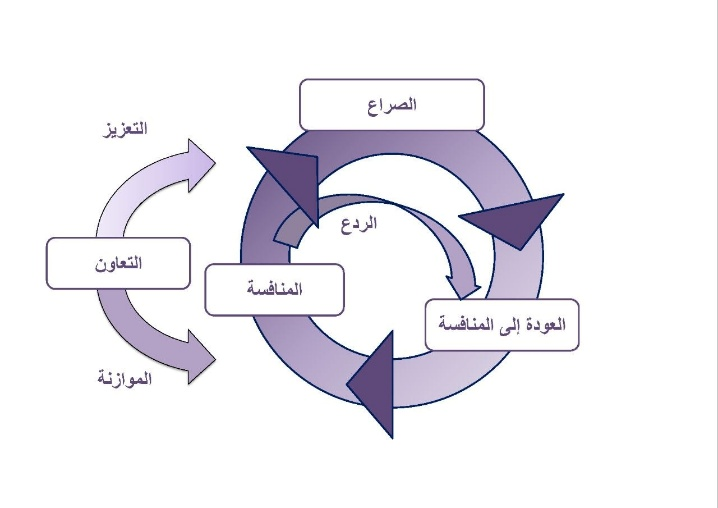 الصراع
التعزيز
الردع
التعاون
المنافسة
العودة إلى المنافسة
الموازنة